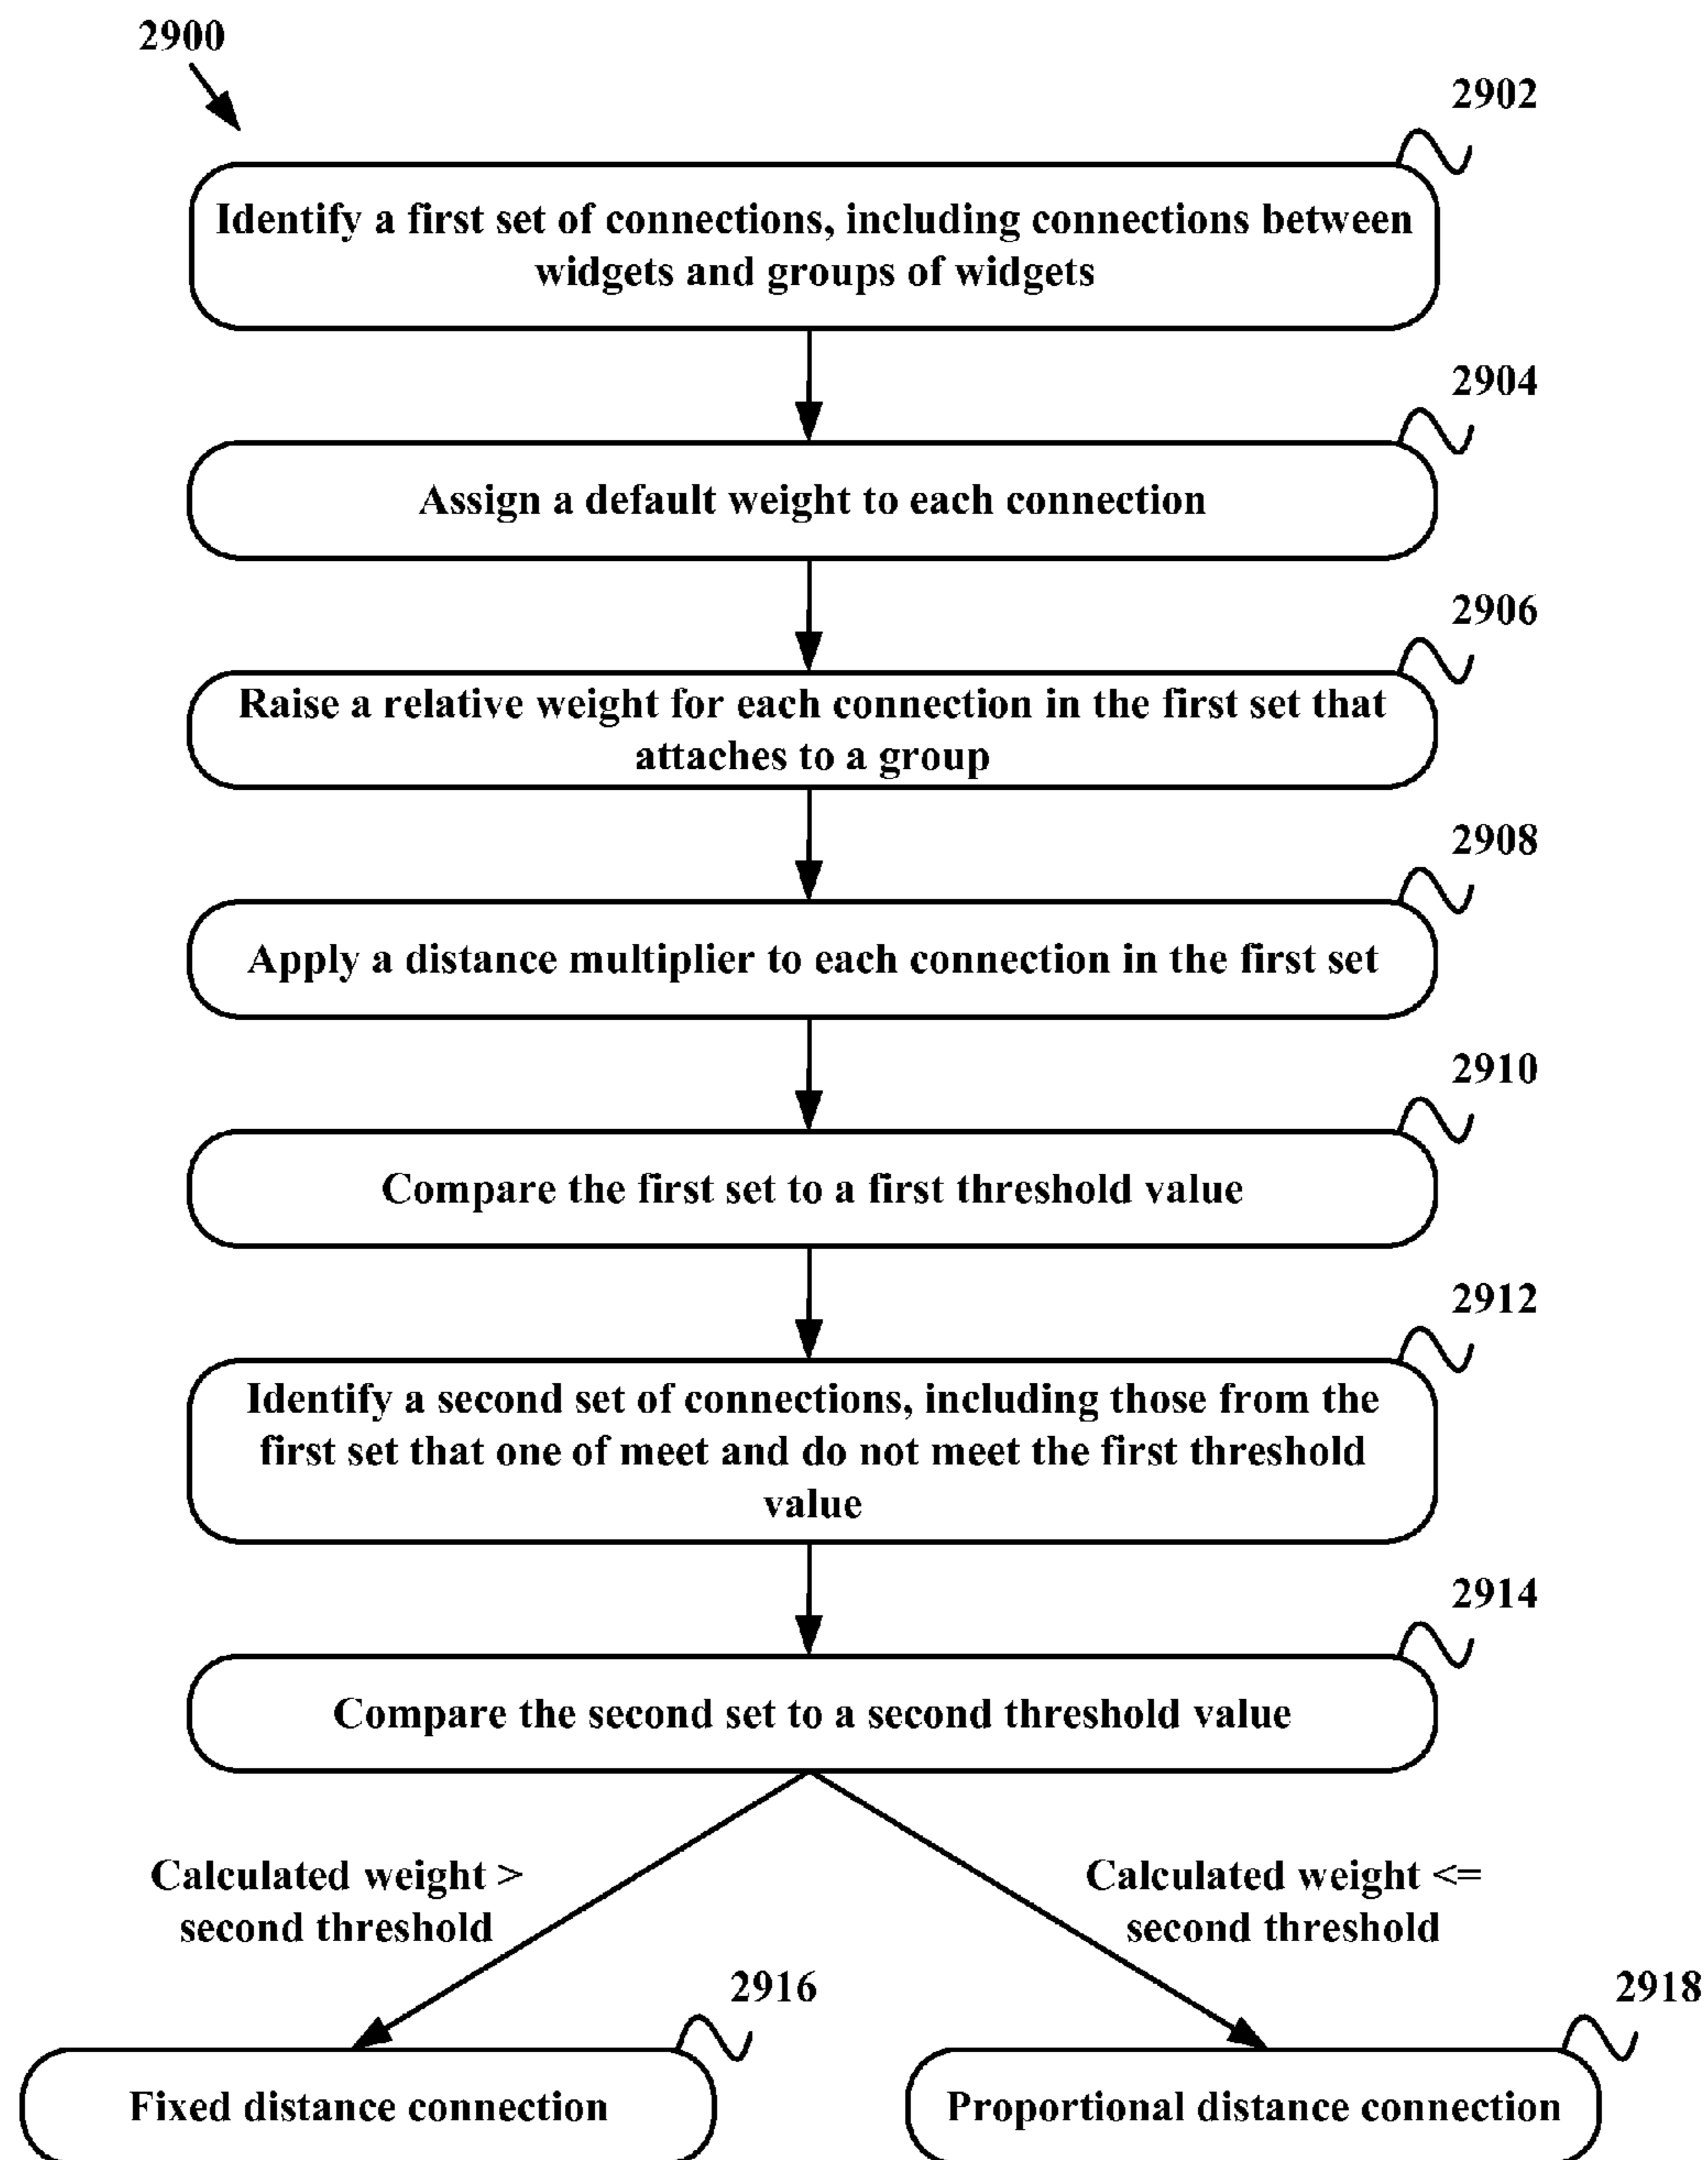 2900
2902
Identify a first set of connections, including connections between
widgets and groups of widgets
2904
Assign a default weight to each connection
2906
Raise a relative weight for each connection in the first set that
attaches to a group
2908
Apply a distance multiplier to each connection in the first set
2910
Compare the first set to a first threshold value
2912
Identify a second set of connections, including those from the
first set that one of meet and do not meet the first threshold
value
2914
Compare the second set to a second threshold value
Calculated weight >
second threshold
Calculated weight <=
second threshold
2916
Fixed distance connection
2918
Proportional distance connection